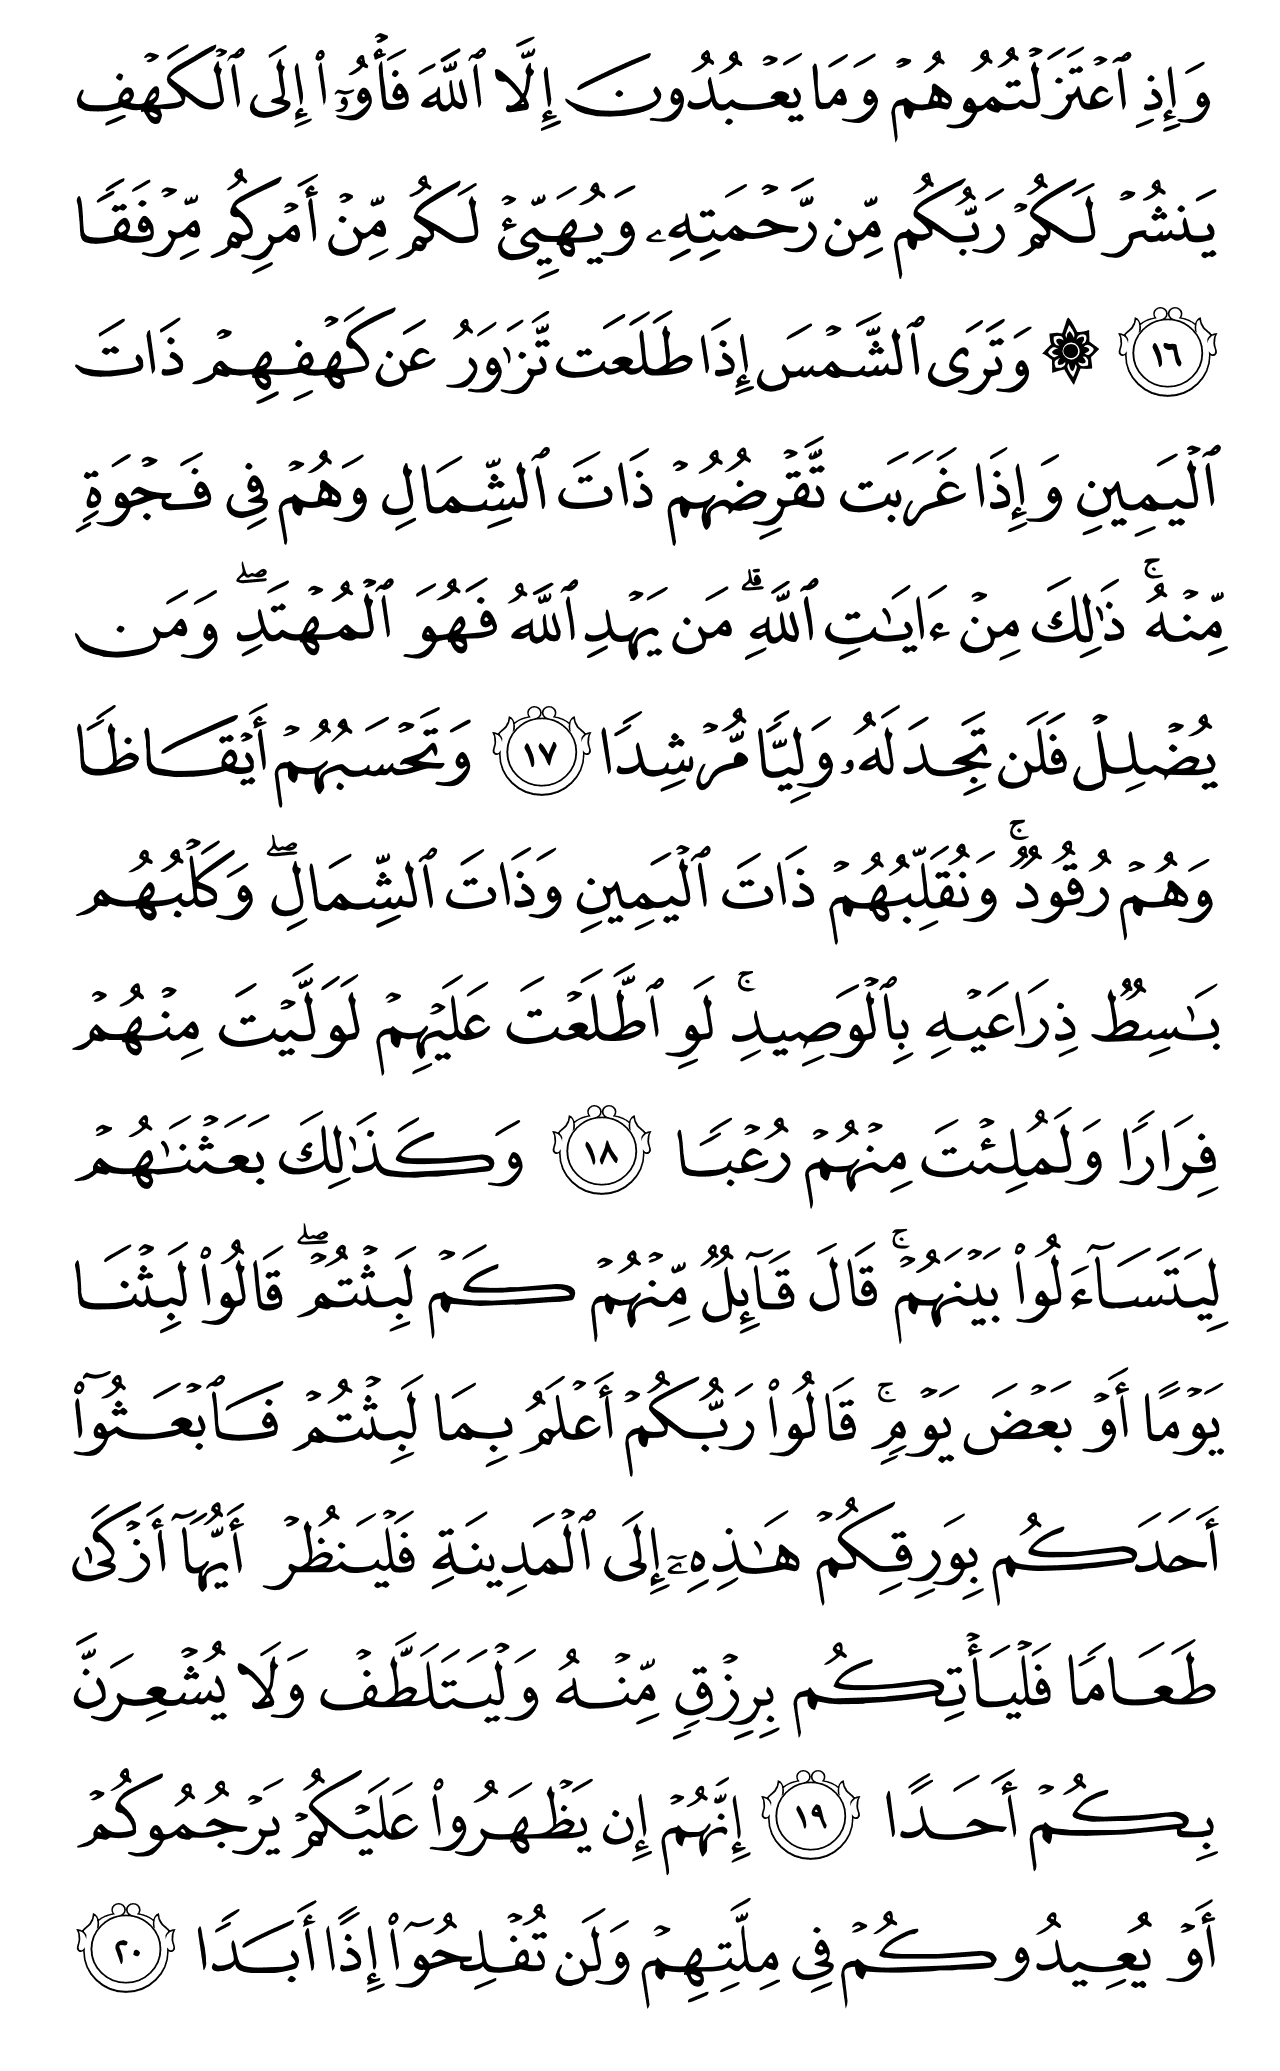 وَإِذِ ٱعْتَزَلْتُمُوهُمْ وَمَا يَعْبُدُونَ إِلَّا ٱللَّهَ فَأْوُۥٓا۟ إِلَى ٱلْكَهْفِ
يَنشُرْ لَكُمْ رَبُّكُم مِّن رَّحْمَتِهِۦ وَيُهَيِّئْ لَكُم مِّنْ أَمْرِكُم مِّرْفَقًا
١٦ ۞ وَتَرَى ٱلشَّمْسَ إِذَا طَلَعَت تَّزَٰوَرُ عَن كَهْفِهِمْ ذَاتَ
ٱلْيَمِينِ وَإِذَا غَرَبَت تَّقْرِضُهُمْ ذَاتَ ٱلشِّمَالِ وَهُمْ فِى فَجْوَةٍ
مِّنْهُ ۚ ذَٰلِكَ مِنْ ءَايَٰتِ ٱللَّهِ ۗ مَن يَهْدِ ٱللَّهُ فَهُوَ ٱلْمُهْتَدِ ۖ وَمَن
يُضْلِلْ فَلَن تَجِدَ لَهُۥ وَلِيًّا مُّرْشِدًا ١٧ وَتَحْسَبُهُمْ أَيْقَاظًا
وَهُمْ رُقُودٌ ۚ وَنُقَلِّبُهُمْ ذَاتَ ٱلْيَمِينِ وَذَاتَ ٱلشِّمَالِ ۖ وَكَلْبُهُم
بَٰسِطٌ ذِرَاعَيْهِ بِٱلْوَصِيدِ ۚ لَوِ ٱطَّلَعْتَ عَلَيْهِمْ لَوَلَّيْتَ مِنْهُمْ
فِرَارًا وَلَمُلِئْتَ مِنْهُمْ رُعْبًا ١٨ وَكَذَٰلِكَ بَعَثْنَٰهُمْ
لِيَتَسَآءَلُوا۟ بَيْنَهُمْ ۚ قَالَ قَآئِلٌ مِّنْهُمْ كَمْ لَبِثْتُمْ ۖ قَالُوا۟ لَبِثْنَا
يَوْمًا أَوْ بَعْضَ يَوْمٍ ۚ قَالُوا۟ رَبُّكُمْ أَعْلَمُ بِمَا لَبِثْتُمْ فَٱبْعَثُوٓا۟
أَحَدَكُم بِوَرِقِكُمْ هَٰذِهِۦٓ إِلَى ٱلْمَدِينَةِ فَلْيَنظُرْ أَيُّهَآ أَزْكَىٰ
طَعَامًا فَلْيَأْتِكُم بِرِزْقٍ مِّنْهُ وَلْيَتَلَطَّفْ وَلَا يُشْعِرَنَّ
بِكُمْ أَحَدًا ١٩ إِنَّهُمْ إِن يَظْهَرُوا۟ عَلَيْكُمْ يَرْجُمُوكُمْ
أَوْ يُعِيدُوكُمْ فِى مِلَّتِهِمْ وَلَن تُفْلِحُوٓا۟ إِذًا أَبَدًا ٢٠